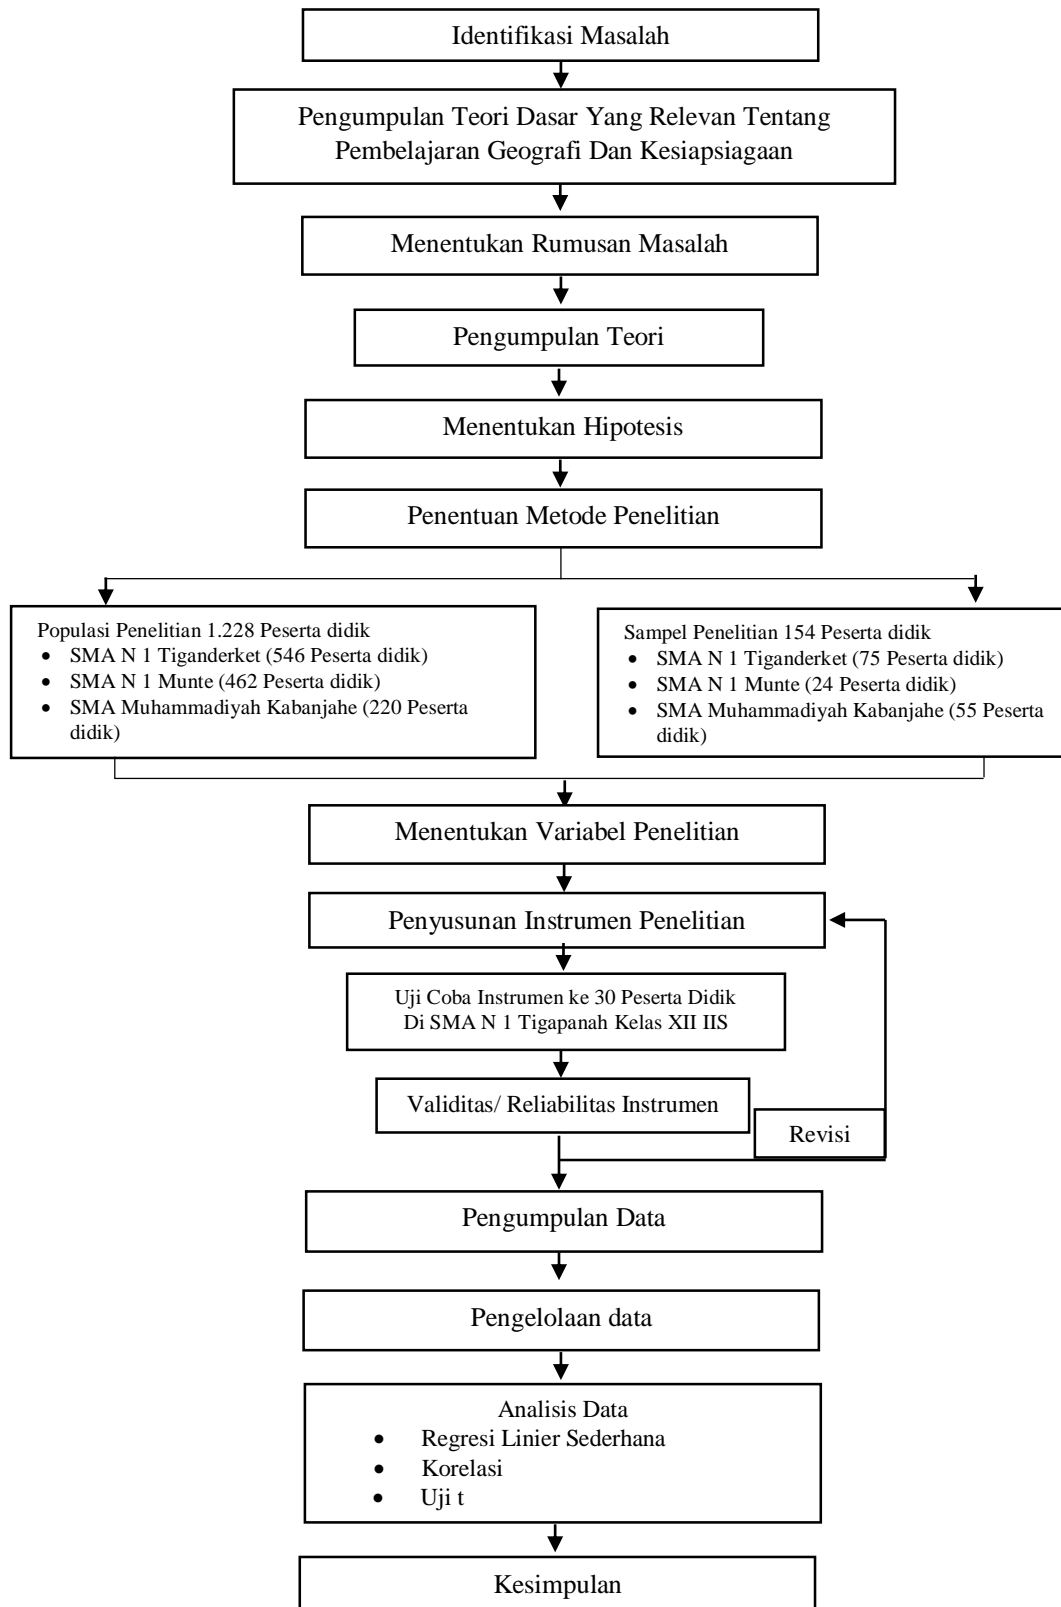 Identifikasi Masalah
Pengumpulan Teori Dasar Yang Relevan Tentang
Pembelajaran Geografi Dan Kesiapsiagaan
Menentukan Rumusan Masalah
Pengumpulan Teori
Menentukan Hipotesis
Penentuan Metode Penelitian
Populasi Penelitian 1.228 Peserta didik
• SMA N 1 Tiganderket (546 Peserta didik)
• SMA N 1 Munte (462 Peserta didik)
• SMA Muhammadiyah Kabanjahe (220 Peserta
didik)
Sampel Penelitian 154 Peserta didik
• SMA N 1 Tiganderket (75 Peserta didik)
• SMA N 1 Munte (24 Peserta didik)
• SMA Muhammadiyah Kabanjahe (55 Peserta
didik)
Menentukan Variabel Penelitian
Penyusunan Instrumen Penelitian
Uji Coba Instrumen ke 30 Peserta Didik
Di SMA N 1 Tigapanah Kelas XII IIS
Validitas/ Reliabilitas Instrumen
Revisi
Pengumpulan Data
Pengelolaan data
Analisis Data
• Regresi Linier Sederhana
• Korelasi
• Uji t
Kesimpulan